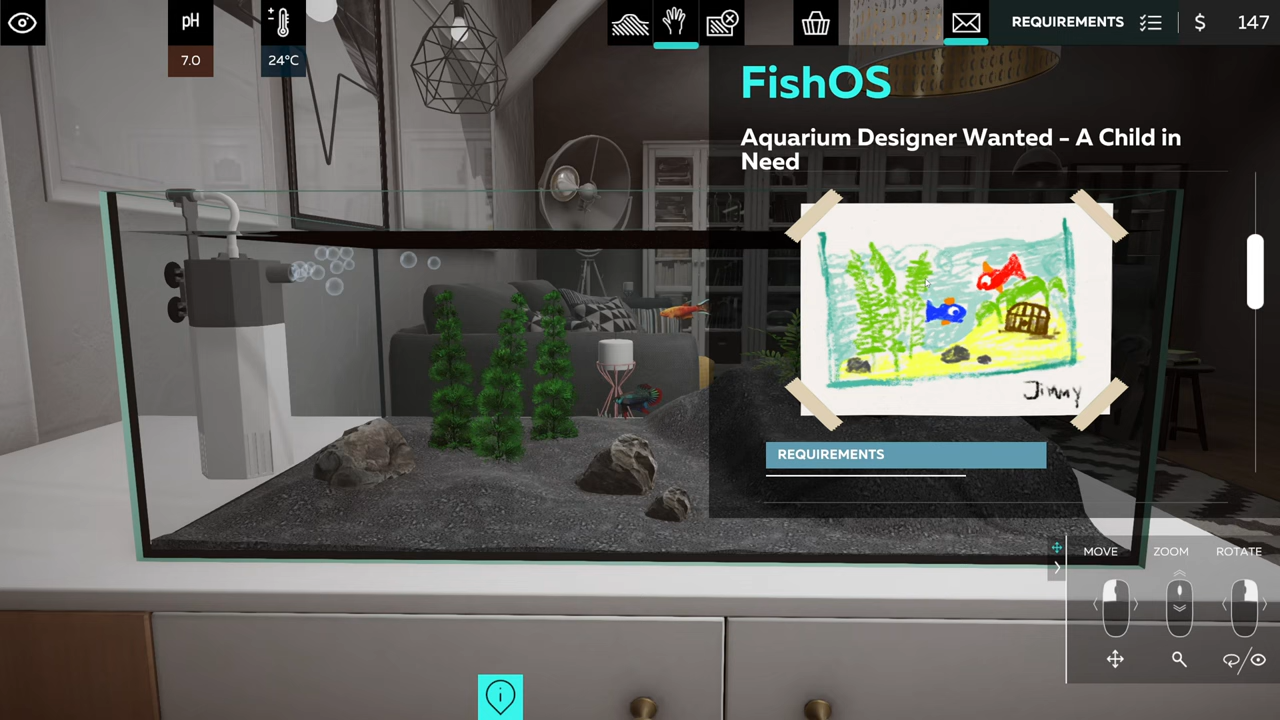 pH
7.0
24°C
REQUIREMENTS
$ 147
FishOS
Aquarium Designer Wanted - A Child in
Need
Jimmy
REQUIREMENTS
MOVE
ZOOM
ROTATE